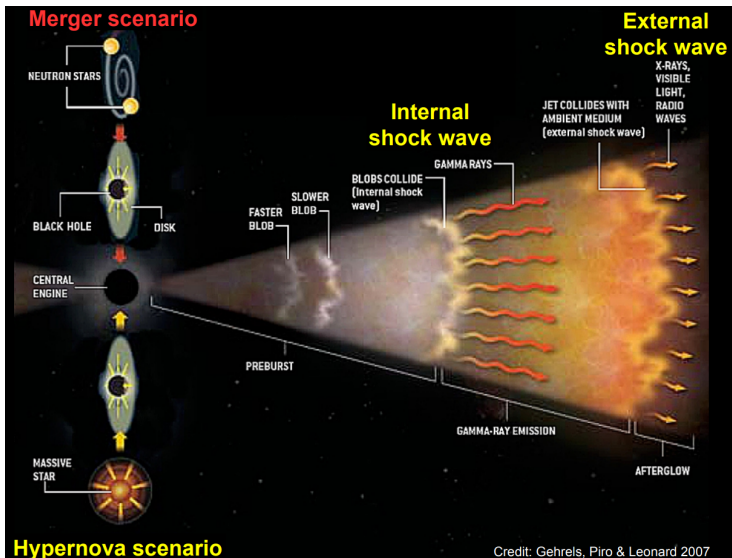 Merger scenario
NEUTRON STARS
BLACK HOLE
DISK
CENTRAL
ENGINE
MASSIVE
STAR
Hypernova scenario
FASTER
BLOB
SLOWER
BLOB
PREBURST
Internal
shock wave
BLOBS COLLIDE
(internal shock
wave)
GAMMA RAYS
GAMMA-RAY EMISSION
External
shock wave
JET COLLIDES WITH
AMBIENT MEDIUM
(external shock wave)
X-RAYS,
VISIBLE
LIGHT,
RADIO
WAVES
AFTERGLOW
Credit: Gehrels, Piro & Leonard 2007